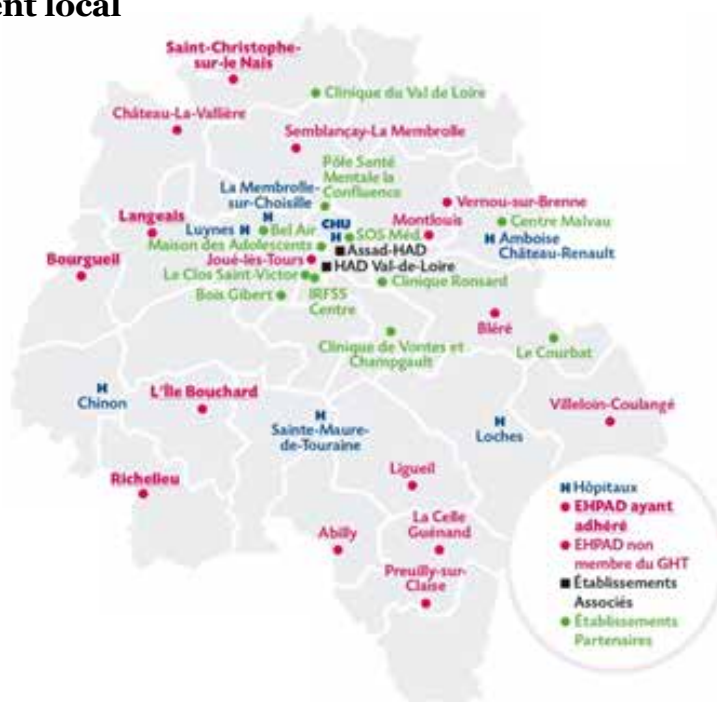 ent local
Saint-Christophe-
sur-le Nais
Clinique du Val de Loire
Château-La-Vallière
Semblançay-La Membrolle
Pôle Santé
Mentale la
Confluence
La Membrolle-
sur-Choisille
Vernou-sur-Brenne
Langeais
Luynes H
Bel Air
CHU
H
SOS Méd.
Montlouis
Centre Malvau
H Amboise
Château-Renault
Maison des Adolescents
Assad-HAD
Bourgueil
Joué-lès-Tours
HAD Val-de-Loire
Le Clos Saint-Victor
Clinique Ronsard
Bois Gibert
IRFSS
Centre
Bléré
Clinique de Vontes et
Champgault
Le Courbat
H
Chinon
L'Île Bouchard
H
Sainte-Maure-
de-Touraine
H
Loches
Villeloin-Coulangé
Richelieu
Ligueil
Abilly
La Celle
Guénand
Preuilly-sur-
Claise
H Hôpitaux
EHPAD ayant
adhéré
EHPAD non
membre du GHT
Établissements
Associés
Établissements
Partenaires